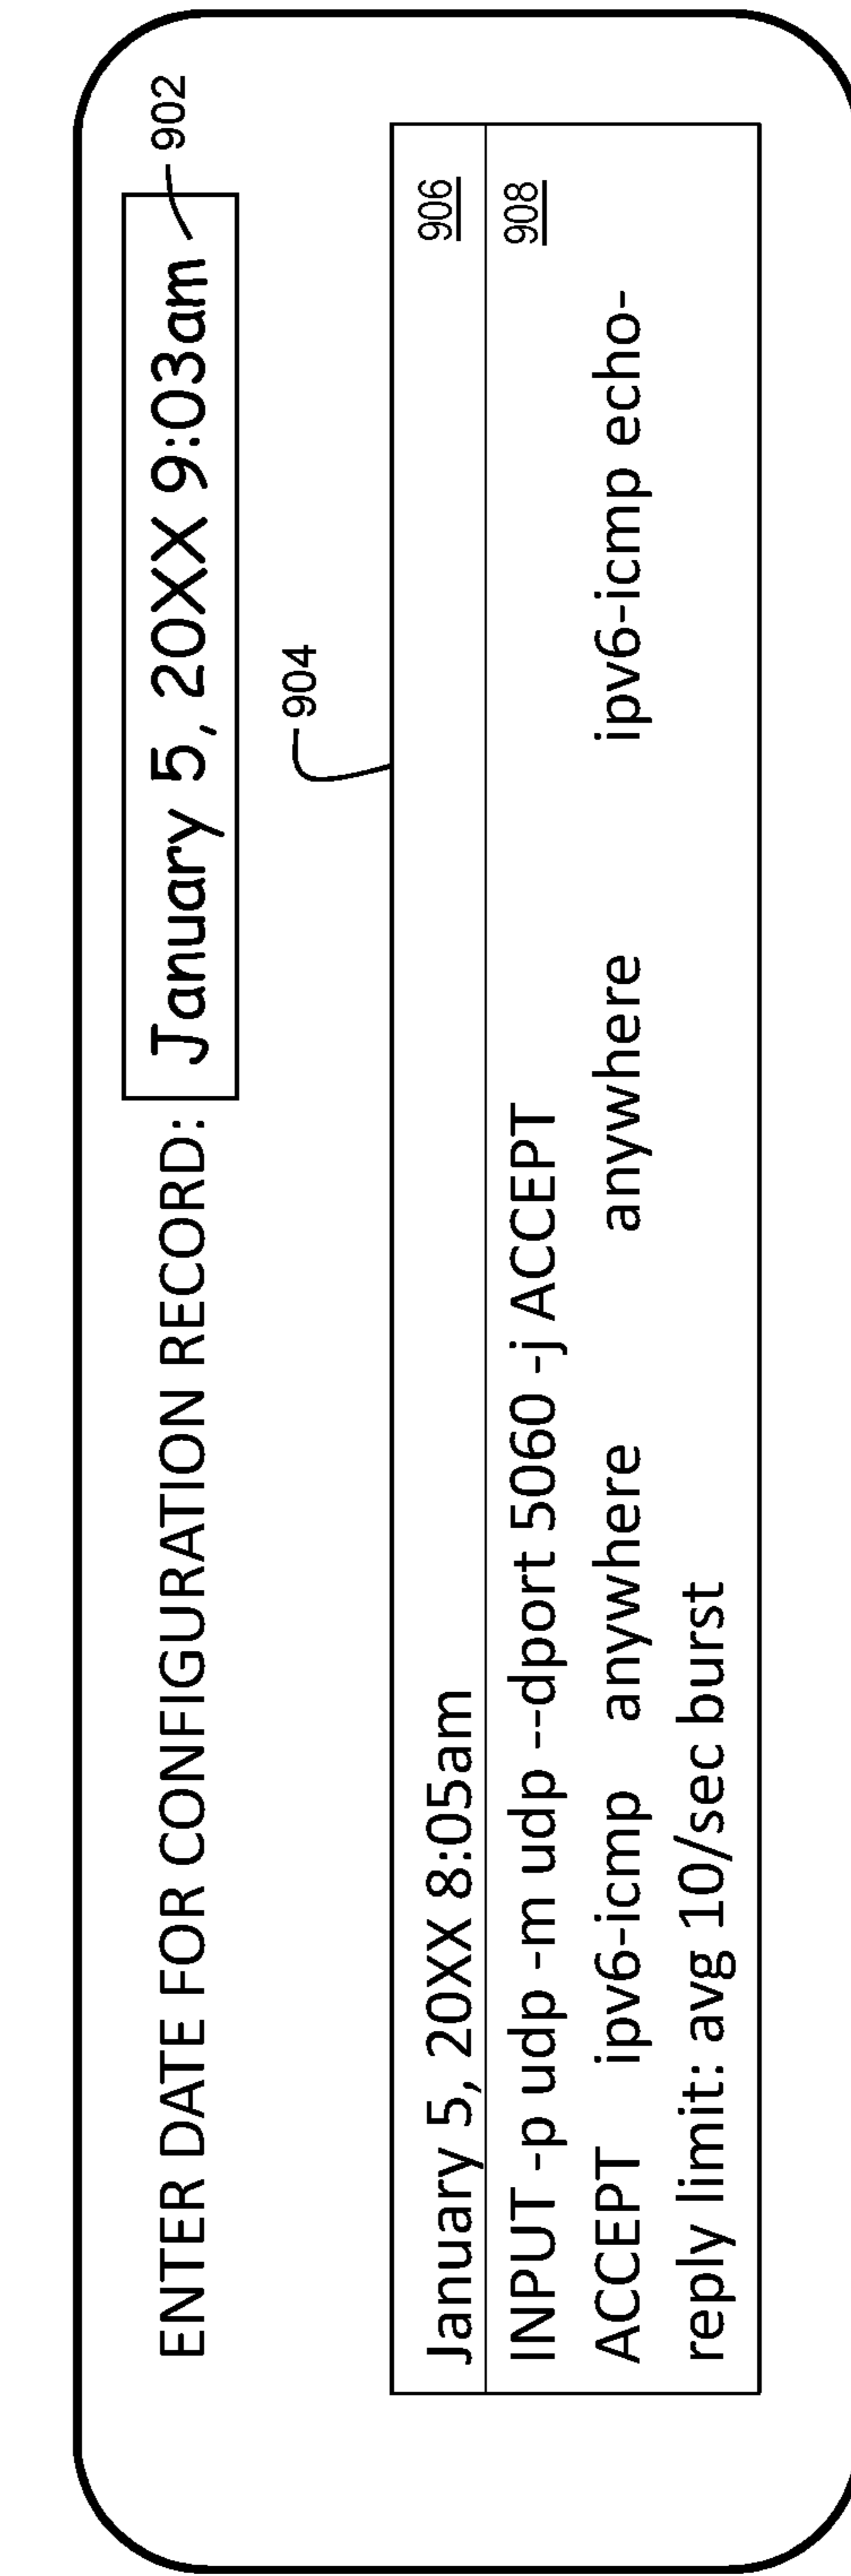 ENTER DATE FOR CONFIGURATION RECORD: January 5, 20XX 9:03am 902
904
January 5, 20XX 8:05am 906
INPUT -p udp -m udp --dport 5060 -j ACCEPT 908
ACCEPT ipv6-icmp anywhere anywhere ipv6-icmp echo-
reply limit: avg 10/sec burst